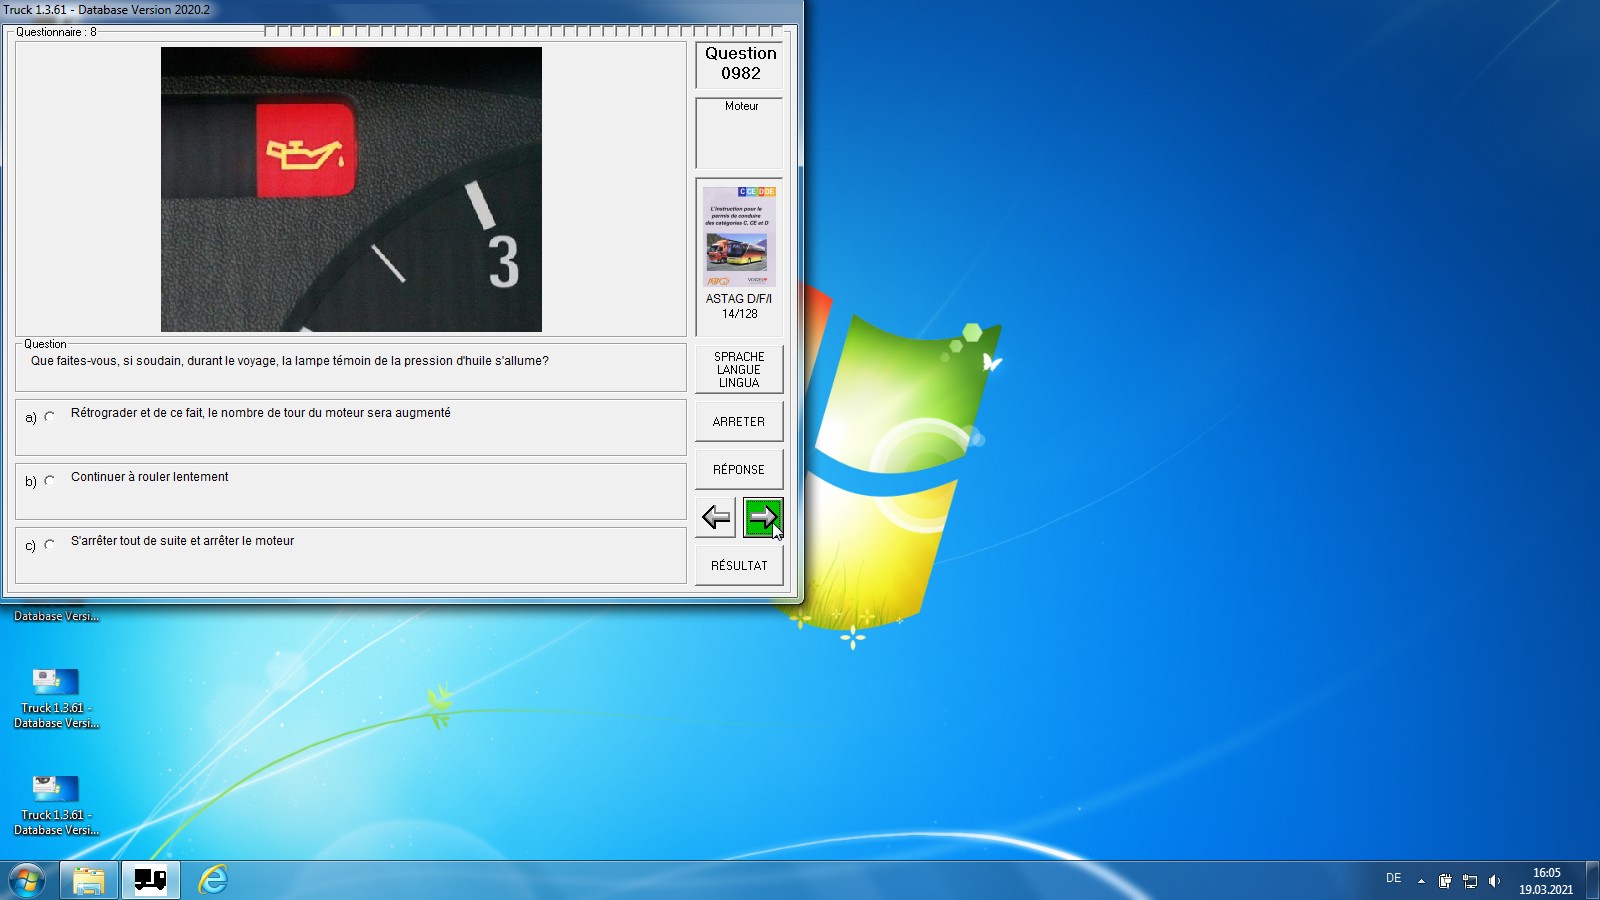 Truck 1.3.61 - Database Version 2020.2
Questionnaire : 8
3
Question
0982
Moteur
C CE D DE
L'instruction pour le
permis de conduire
des catégories C, CE et D
ASTAG D/F/I
14/128
Question
Que faites-vous, si soudain, durant le voyage, la lampe témoin de la pression d'huile s'allume?
a) Rétrograder et de ce fait, le nombre de tour du moteur sera augmenté
b) Continuer à rouler lentement
c) S'arrêter tout de suite et arrêter le moteur
SPRACHE
LANGUE
LINGUA
ARRETER
RÉPONSE
RÉSULTAT
Database Versi...
Truck 1.3.61 -
Database Versi...
Truck 1.3.61 -
Database Versi...
DE
16:05
19.03.2021